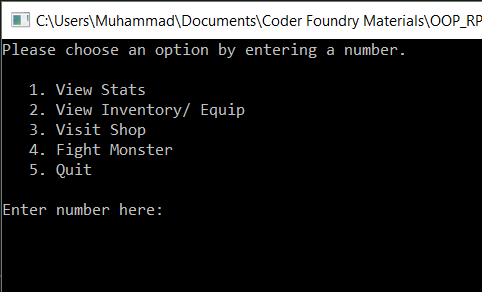 C:\Users\Muhammad\Documents\Coder Foundry Materials\OOP_RP
Please choose an option by entering a number.
1. View Stats
2. View Inventory/ Equip
3. Visit Shop
4. Fight Monster
5. Quit
Enter number here: